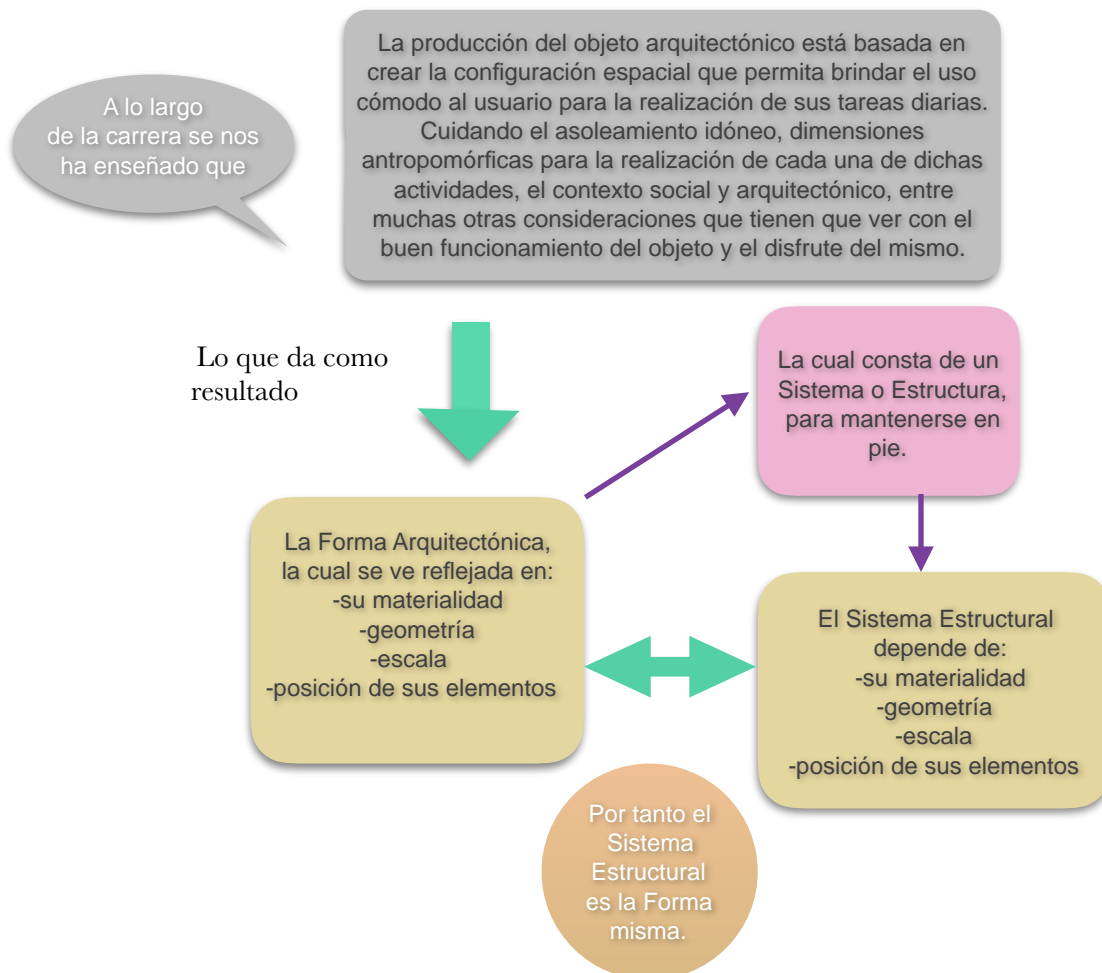 A lo largo
de la carrera se nos
ha enseñado que
La producción del objeto arquitectónico está basada en
crear la configuración espacial que permita brindar el uso
cómodo al usuario para la realización de sus tareas diarias.
Cuidando el asoleamiento idóneo, dimensiones
antropomórficas para la realización de cada una de dichas
actividades, el contexto social y arquitectónico, entre
muchas otras consideraciones que tienen que ver con el
buen funcionamiento del objeto y el disfrute del mismo.
Lo que da como
resultado
La cual consta de un
Sistema o Estructura,
para mantenerse en
pie.
La Forma Arquitectónica,
la cual se ve reflejada en:
-su materialidad
-geometría
-escala
-posición de sus elementos
El Sistema Estructural
depende de:
-su materialidad
-geometría
-escala
-posición de sus elementos
Por tanto el
Sistema
Estructural
es la Forma
misma.